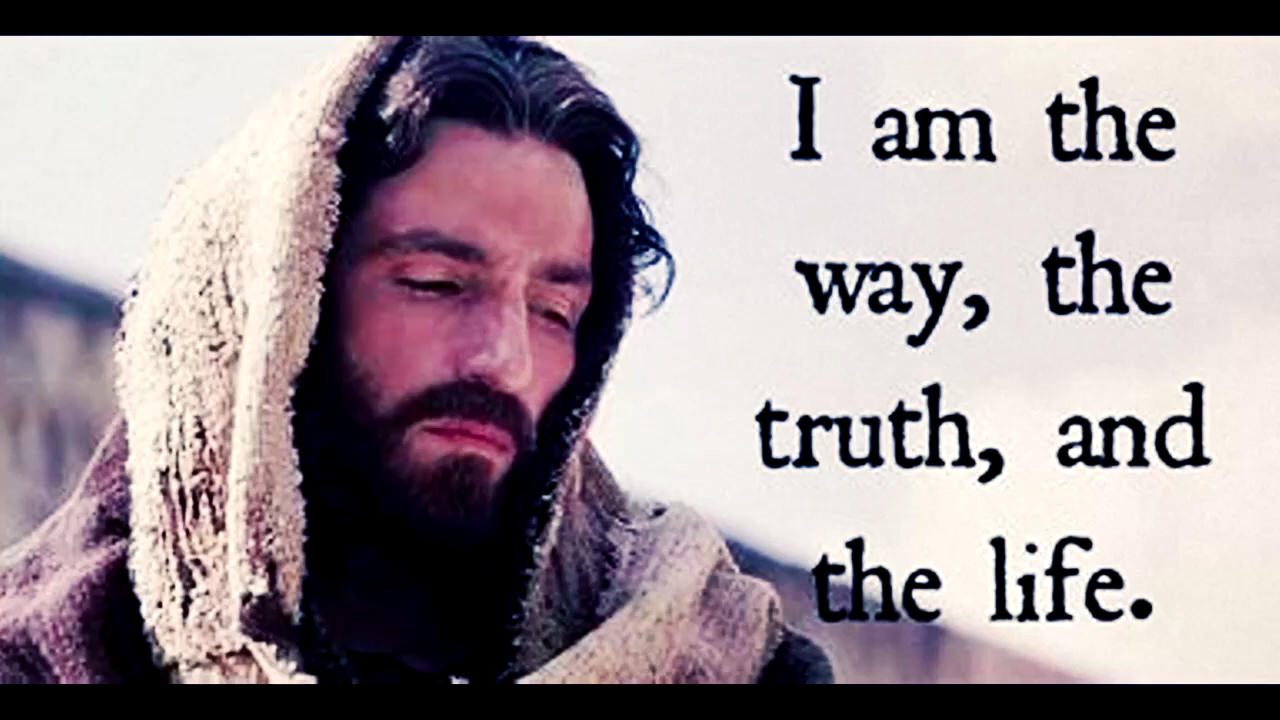 I am the
way, the
truth, and
the life.